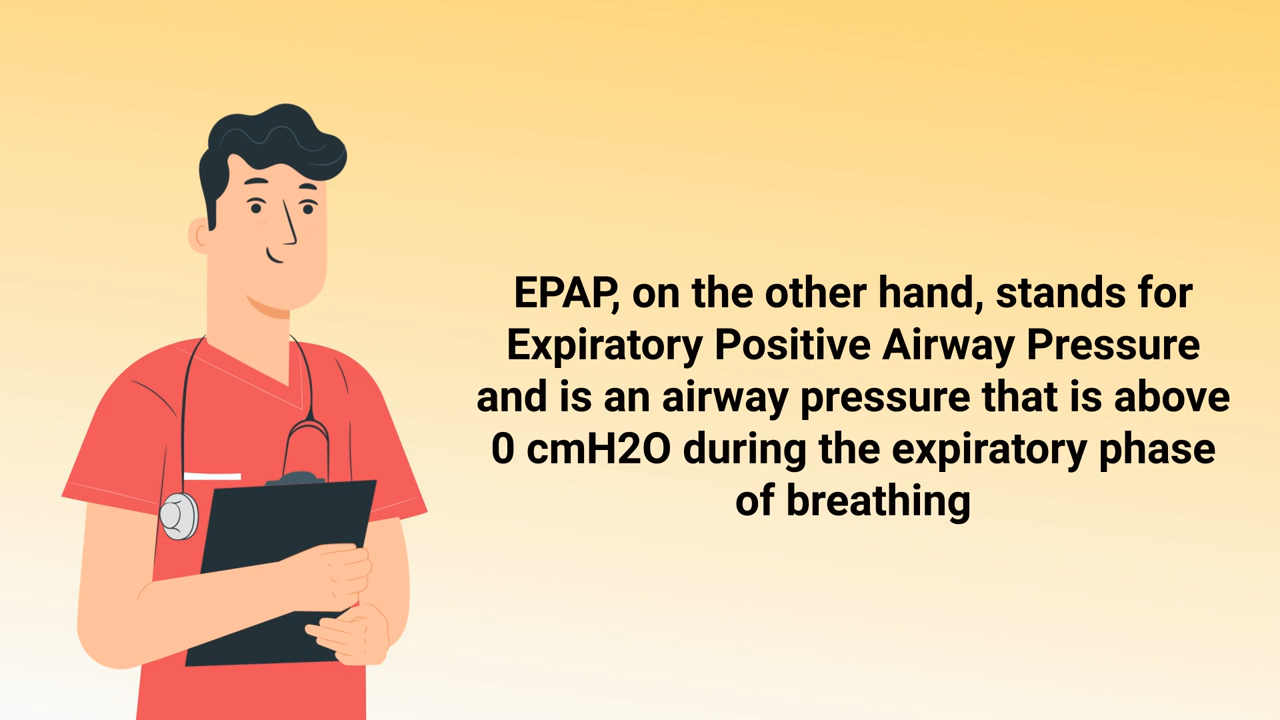 EPAP, on the other hand, stands for
Expiratory Positive Airway Pressure
and is an airway pressure that is above
0 cmH2O during the expiratory phase
of breathing